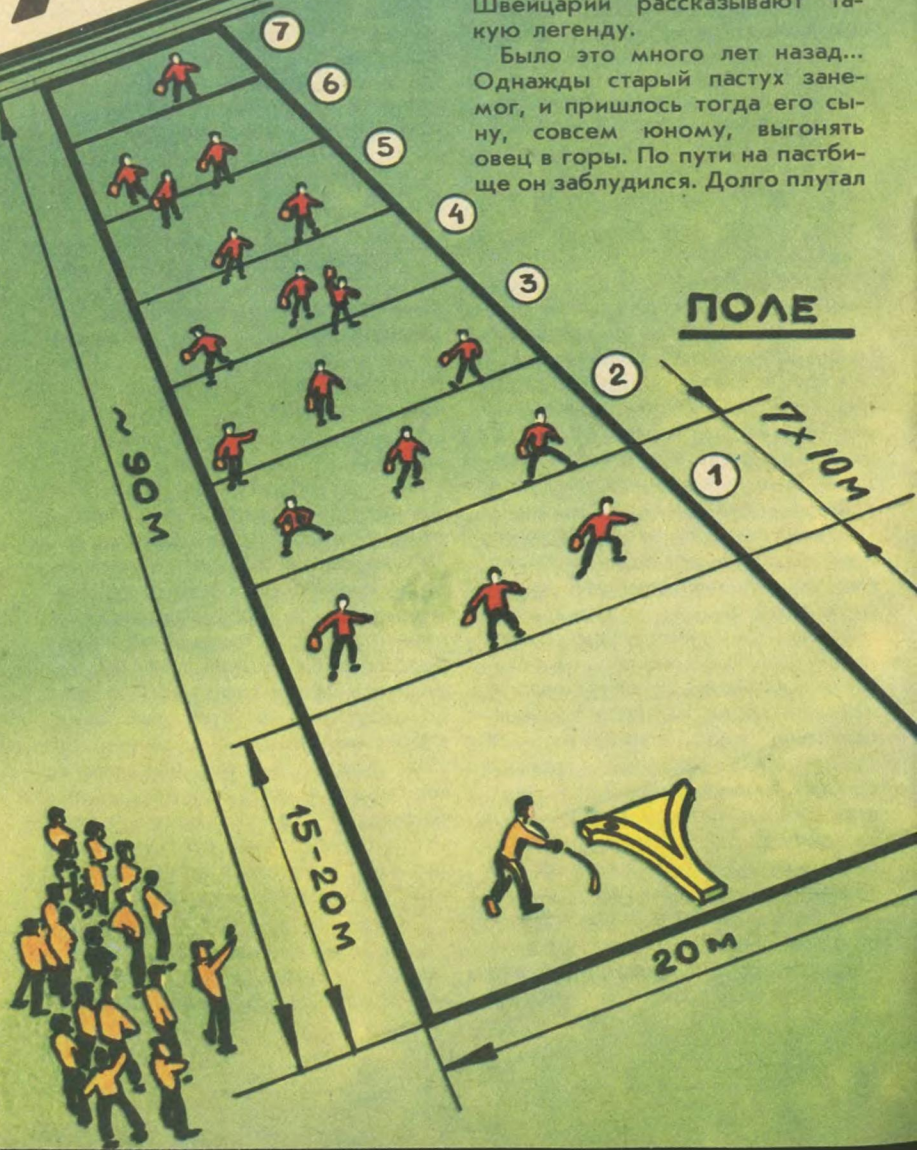 Швейцарии рассказывают та-
кую легенду.
Было это много лет назад...
Однажды старый пастух зане-
мог, и пришлось тогда его сы-
ну, совсем юному, выгонять
овец в горы. По пути на пастби-
ще он заблудился. Долго плутал
ПОЛЕ
7
6
5
4
3
2
1
7×10м
~90м
15-20м
20м